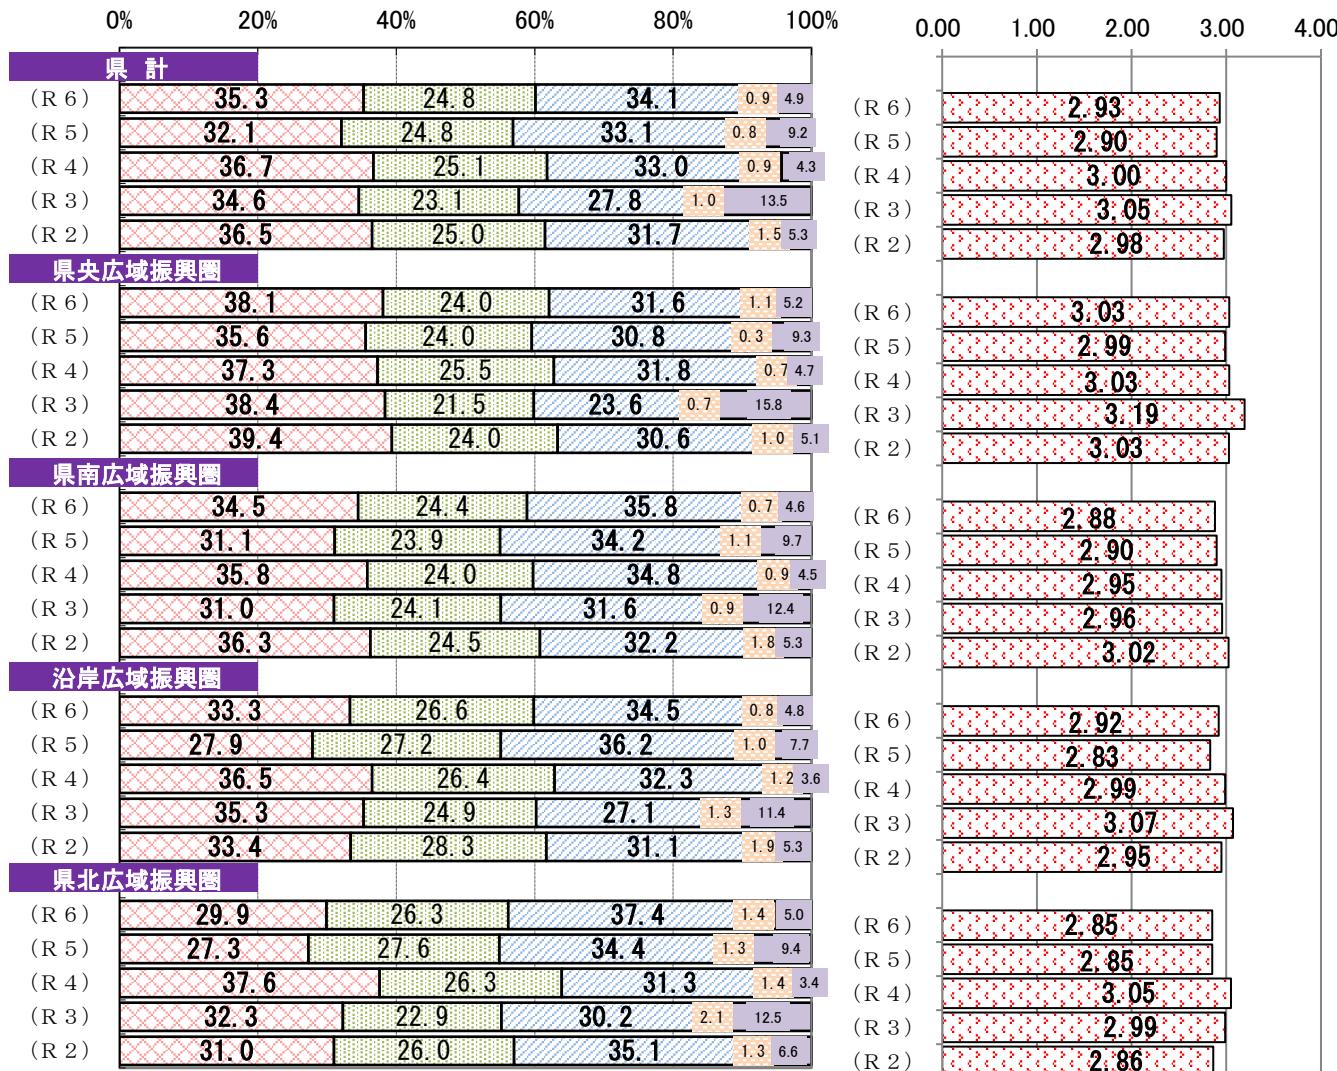 0% 20% 40% 60% 80% 100% 0.00 1.00 2.00 3.00 4.00
県 計
(R6) 35.3 24.8 34.1 0.9 4.9 (R6) 2.93
(R5) 32.1 24.8 33.1 0.8 9.2 (R5) 2.90
(R4) 36.7 25.1 33.0 0.9 4.3 (R4) 3.00
(R3) 34.6 23.1 27.8 1.0 13.5 (R3) 3.05
(R2) 36.5 25.0 31.7 1.5 5.3 (R2) 2.98
県央広域振興圏
(R6) 38.1 24.0 31.6 1.1 5.2 (R6) 3.03
(R5) 35.6 24.0 30.8 0.3 9.3 (R5) 2.99
(R4) 37.3 25.5 31.8 0.7 4.7 (R4) 3.03
(R3) 38.4 21.5 23.6 0.7 15.8 (R3) 3.19
(R2) 39.4 24.0 30.6 1.0 5.1 (R2) 3.03
県南広域振興圏
(R6) 34.5 24.4 35.8 0.7 4.6 (R6) 2.88
(R5) 31.1 23.9 34.2 1.1 9.7 (R5) 2.90
(R4) 35.8 24.0 34.8 0.9 4.5 (R4) 2.95
(R3) 31.0 24.1 31.6 0.9 12.4 (R3) 2.96
(R2) 36.3 24.5 32.2 1.8 5.3 (R2) 3.02
沿岸広域振興圏
(R6) 33.3 26.6 34.5 0.8 4.8 (R6) 2.92
(R5) 27.9 27.2 36.2 1.0 7.7 (R5) 2.83
(R4) 36.5 26.4 32.3 1.2 3.6 (R4) 2.99
(R3) 35.3 24.9 27.1 1.3 11.4 (R3) 3.07
(R2) 33.4 28.3 31.1 1.9 5.3 (R2) 2.95
県北広域振興圏
(R6) 29.9 26.3 37.4 1.4 5.0 (R6) 2.85
(R5) 27.3 27.6 34.4 1.3 9.4 (R5) 2.85
(R4) 37.6 26.3 31.3 1.4 3.4 (R4) 3.05
(R3) 32.3 22.9 30.2 2.1 12.5 (R3) 2.99
(R2) 31.0 26.0 35.1 1.3 6.6 (R2) 2.86